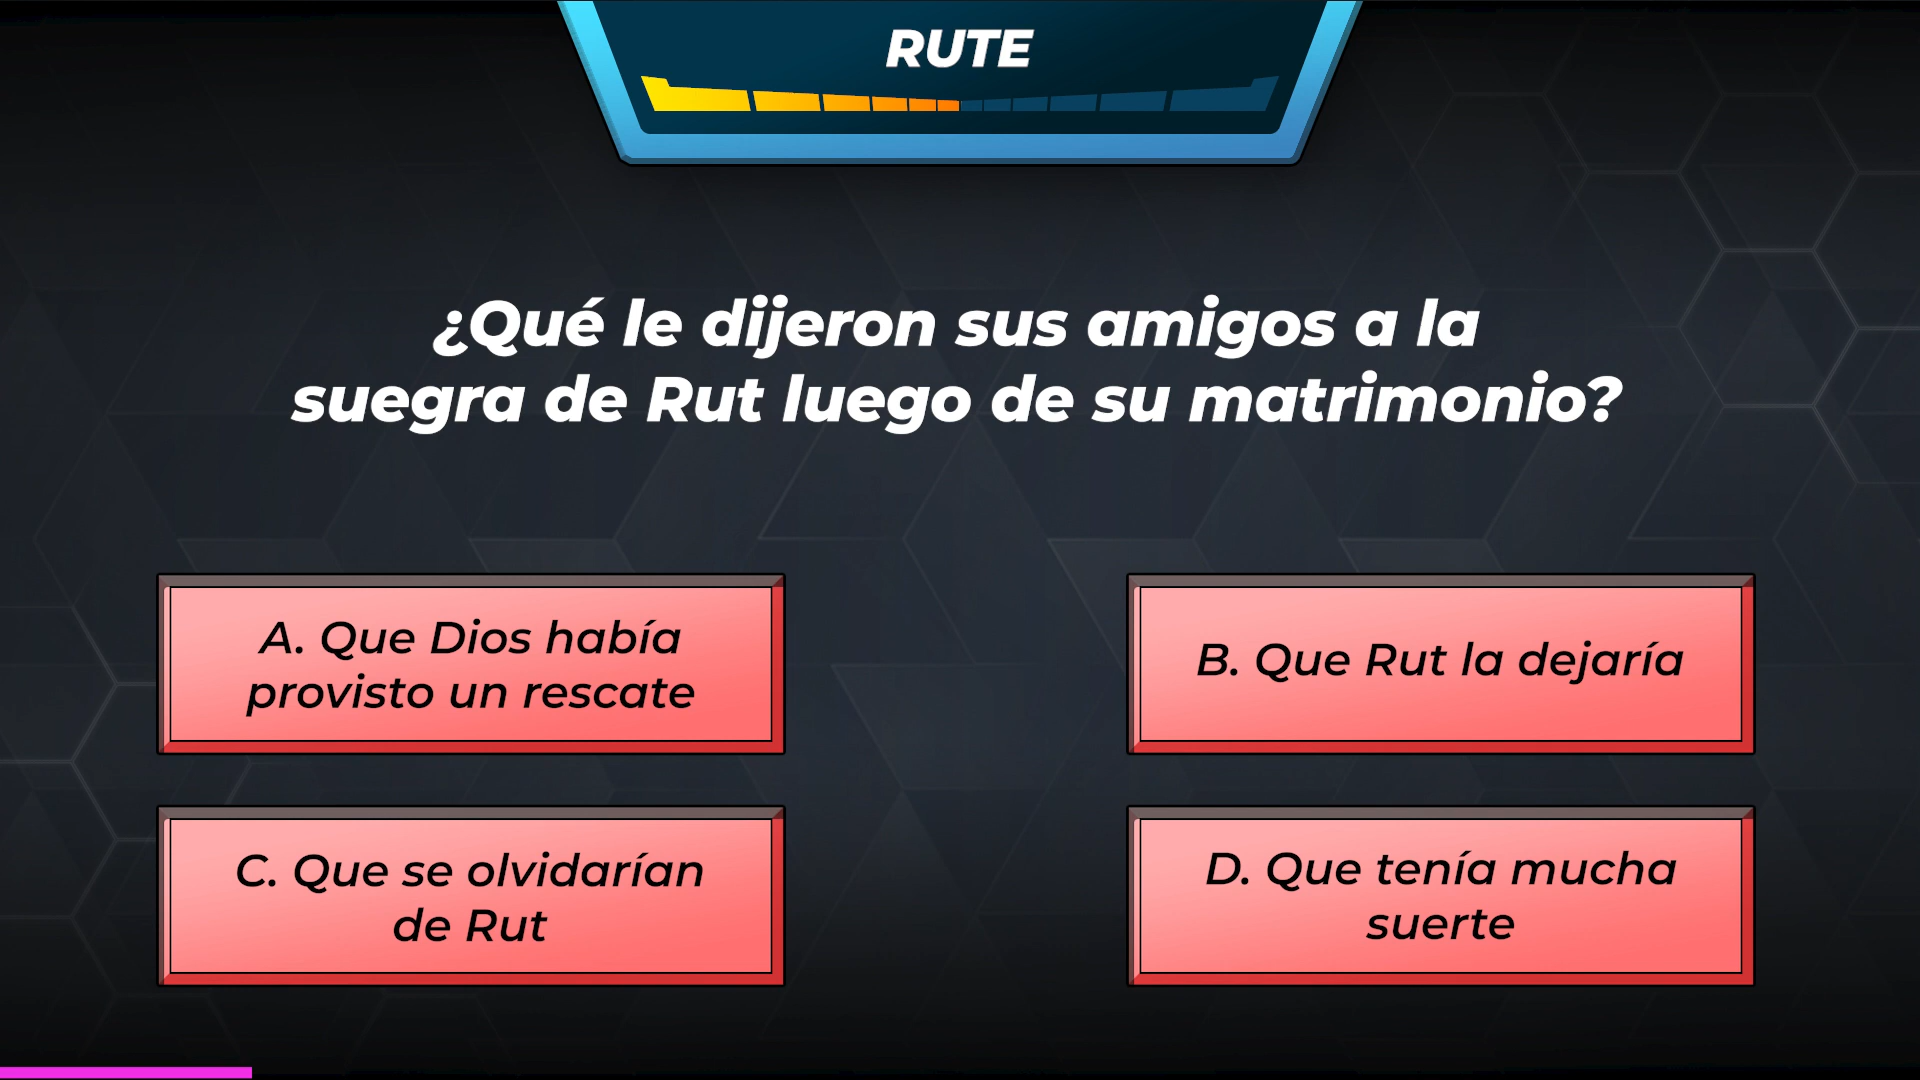 RUTE
¿Qué le dijeron sus amigos a la
suegra de Rut luego de su matrimonio?
A. Que Dios había
provisto un rescate
B. Que Rut la dejaría
C. Que se olvidarían
de Rut
D. Que tenía mucha
suerte